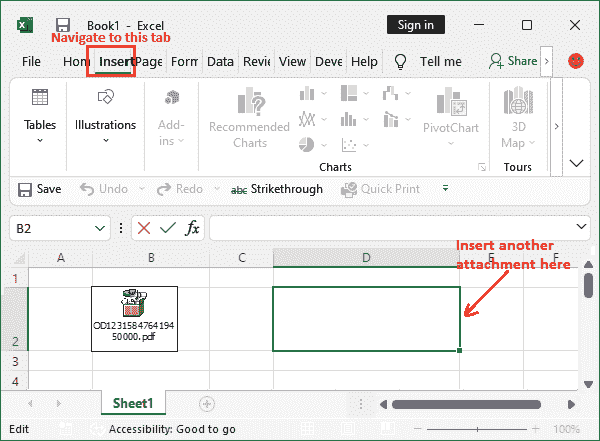 Book1 - Excel
Sign in
Navigate to this tab
File Hom Insert Page Form Data Revie View Deve Help Tell me Share
Tables
Illustrations
Add-
ins
Recommended
Charts
PivotChart
3D
Map
Charts
Tours
Save Undo Redo abc Strikethrough Quick Print
B2 fx
Insert another
attachment here
A B C D E F
1
OD1231584764194
50000.pdf
2
3
4
Sheet1
Edit Accessibility: Good to go 100%